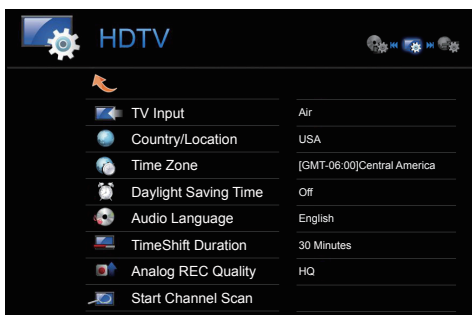 HDTV
TV Input Air
Country/Location USA
Time Zone [GMT-06:00]Central America
Daylight Saving Time Off
Audio Language English
TimeShift Duration 30 Minutes
Analog REC Quality HQ
Start Channel Scan